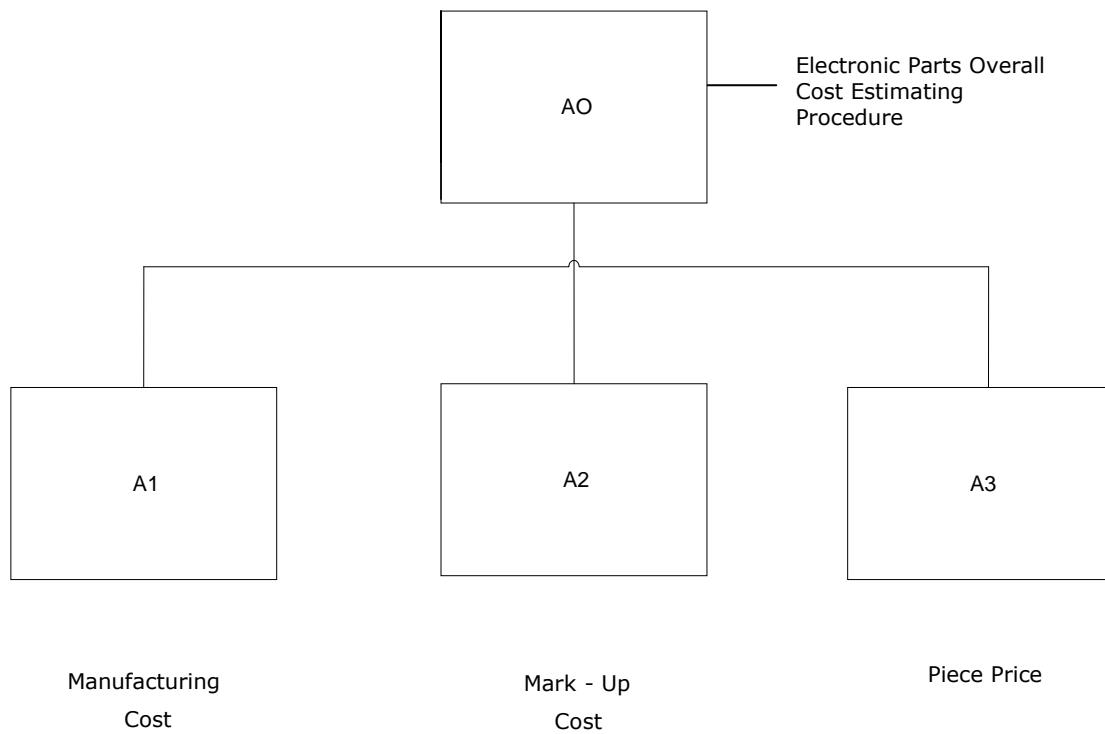 AO
Electronic Parts Overall
Cost Estimating
Procedure
A1
A2
A3
Manufacturing
Cost
Mark - Up
Cost
Piece Price